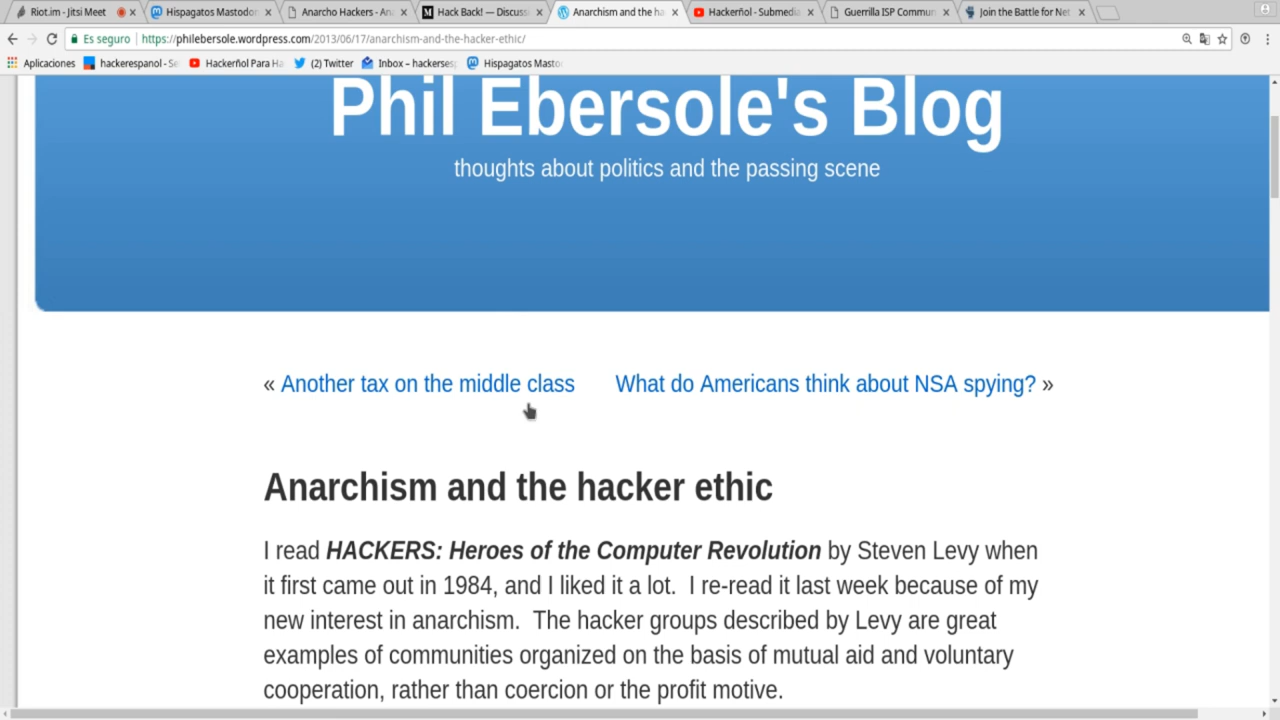 Riot.im - Jitsi Meet
Hispagatos Mastodon
Anarcho Hackers - An
Hack Back! — Discuss
Anarchism and the ha
Hackerñol - Submedia
Guerrilla ISP Commun
Join the Battle for Net
Es seguro
https://philebersole.wordpress.com/2013/06/17/anarchism-and-the-hacker-ethic/
Aplicaciones
hackerespanol - Se
Hackerñol Para Ha
(2) Twitter
Inbox – hackersesp
Hispagatos Masto
Phil Ebersole's Blog
thoughts about politics and the passing scene
« Another tax on the middle class
What do Americans think about NSA spying? »
Anarchism and the hacker ethic
I read HACKERS: Heroes of the Computer Revolution by Steven Levy when
it first came out in 1984, and I liked it a lot. I re-read it last week because of my
new interest in anarchism. The hacker groups described by Levy are great
examples of communities organized on the basis of mutual aid and voluntary
cooperation, rather than coercion or the profit motive.